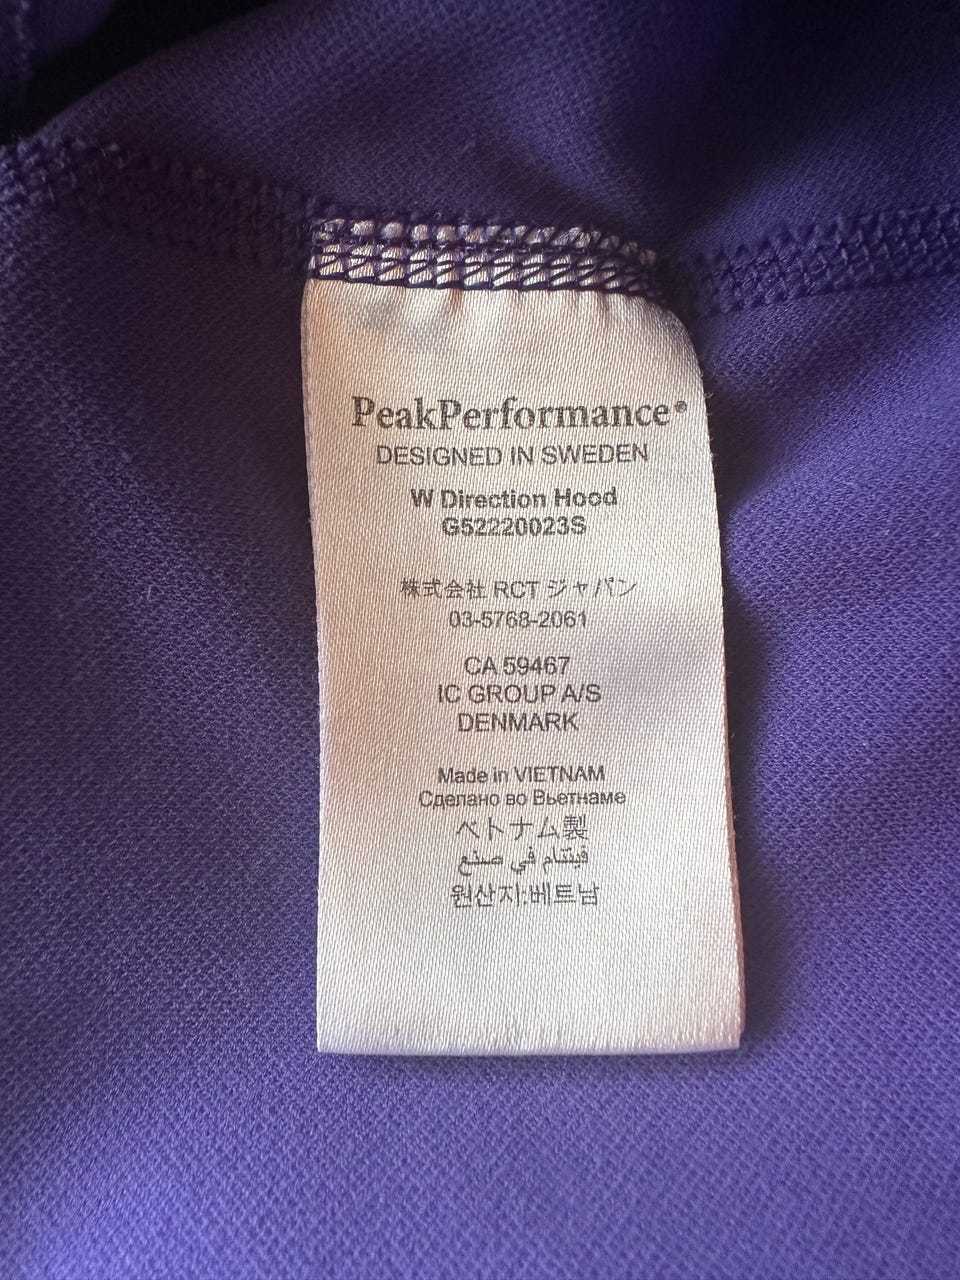 PeakPerformance®
DESIGNED IN SWEDEN
W Direction Hood
G52220023S
株式会社 RCT ジャパン
03-5768-2061
CA 59467
IC GROUP A/S
DENMARK
Made in VIETNAM
Сделано во Вьетнаме
ベトナム製
فيتنام في صنع
원산지:베트남